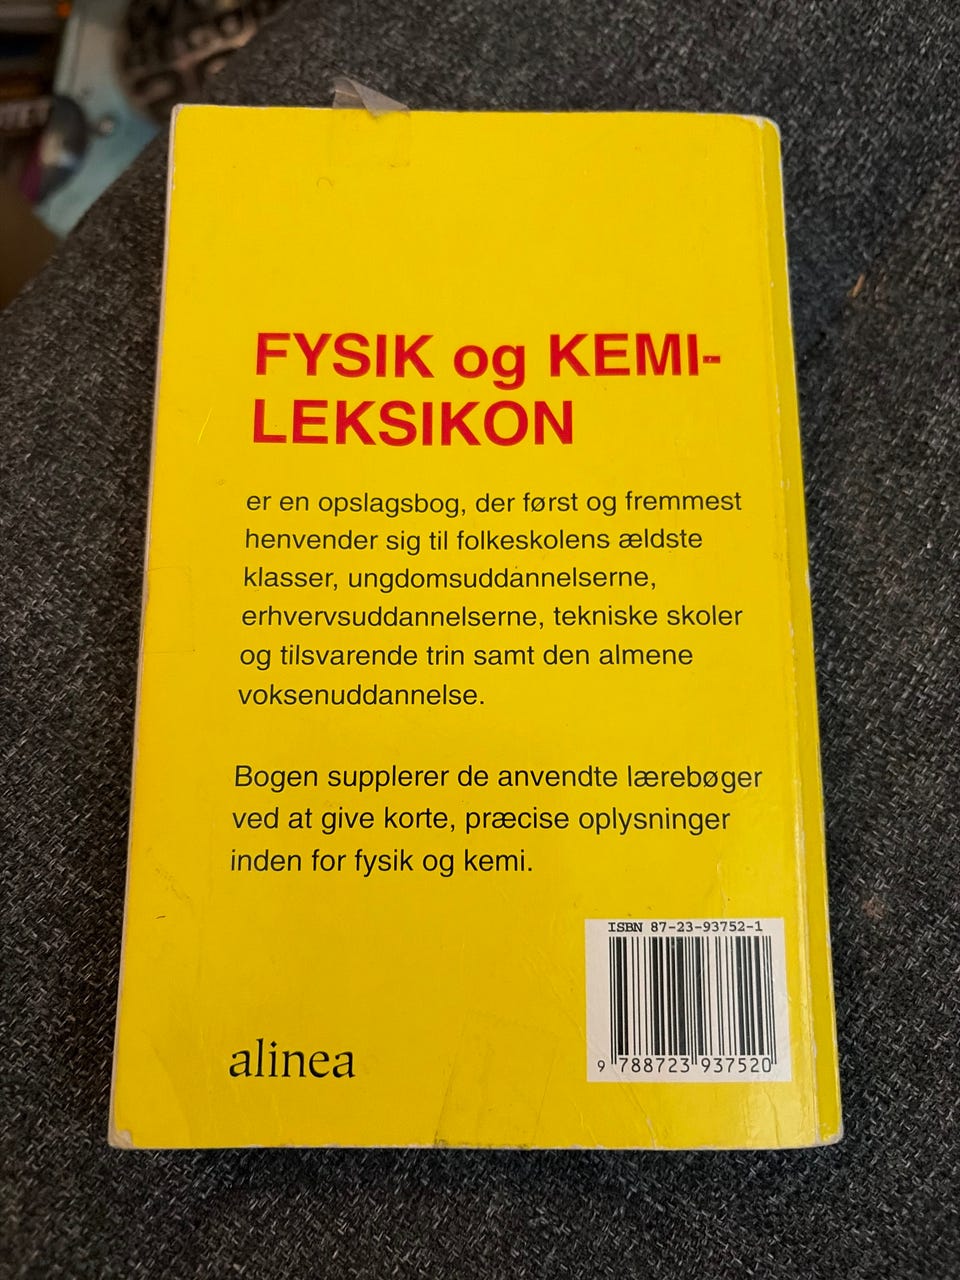 FYSIK og KEMI-
LEKSIKON
er en opslagsbog, der først og fremmest
henvender sig til folkeskolens ældste
klasser, ungdomsuddannelserne,
erhvervsuddannelserne, tekniske skoler
og tilsvarende trin samt den almene
voksenuddannelse.
Bogen supplerer de anvendte lærebøger
ved at give korte, præcise oplysninger
inden for fysik og kemi.
ISBN 87-23-93752-1
9 788723 937520
alinea